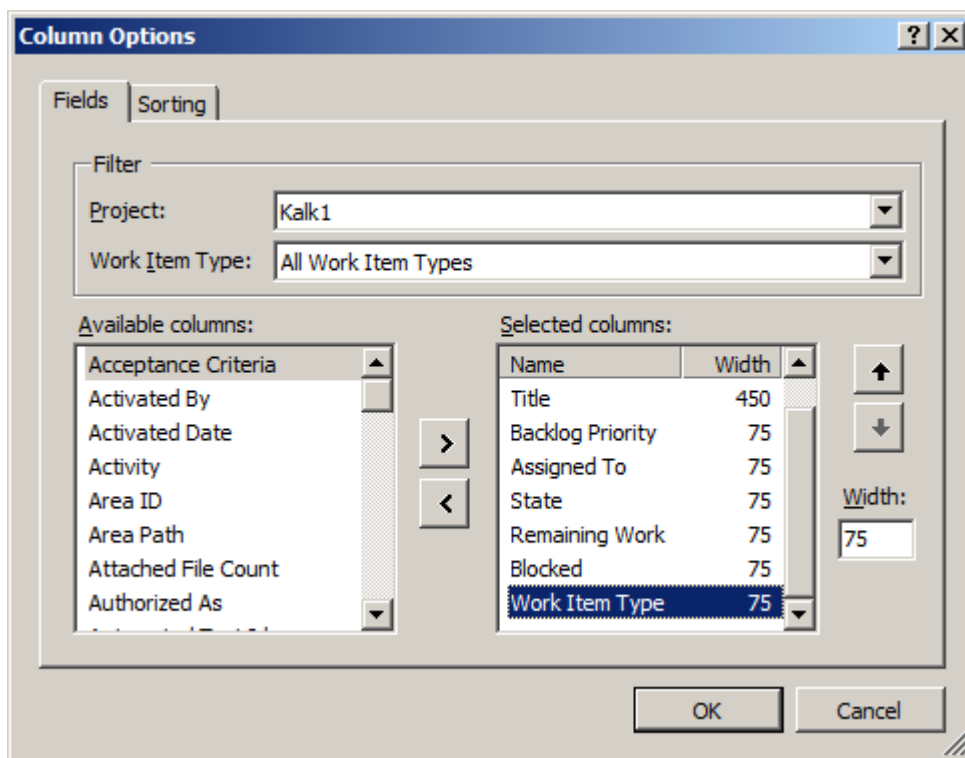 Column Options
Fields Sorting
Filter
Project: Kalk1
Work Item Type: All Work Item Types
Available columns:
Acceptance Criteria
Activated By
Activated Date
Activity
Area ID
Area Path
Attached File Count
Authorized As
Selected columns:
Name Width
Title 450
Backlog Priority 75
Assigned To 75
State 75
Remaining Work 75
Blocked 75
Work Item Type 75
Width:
75
OK Cancel